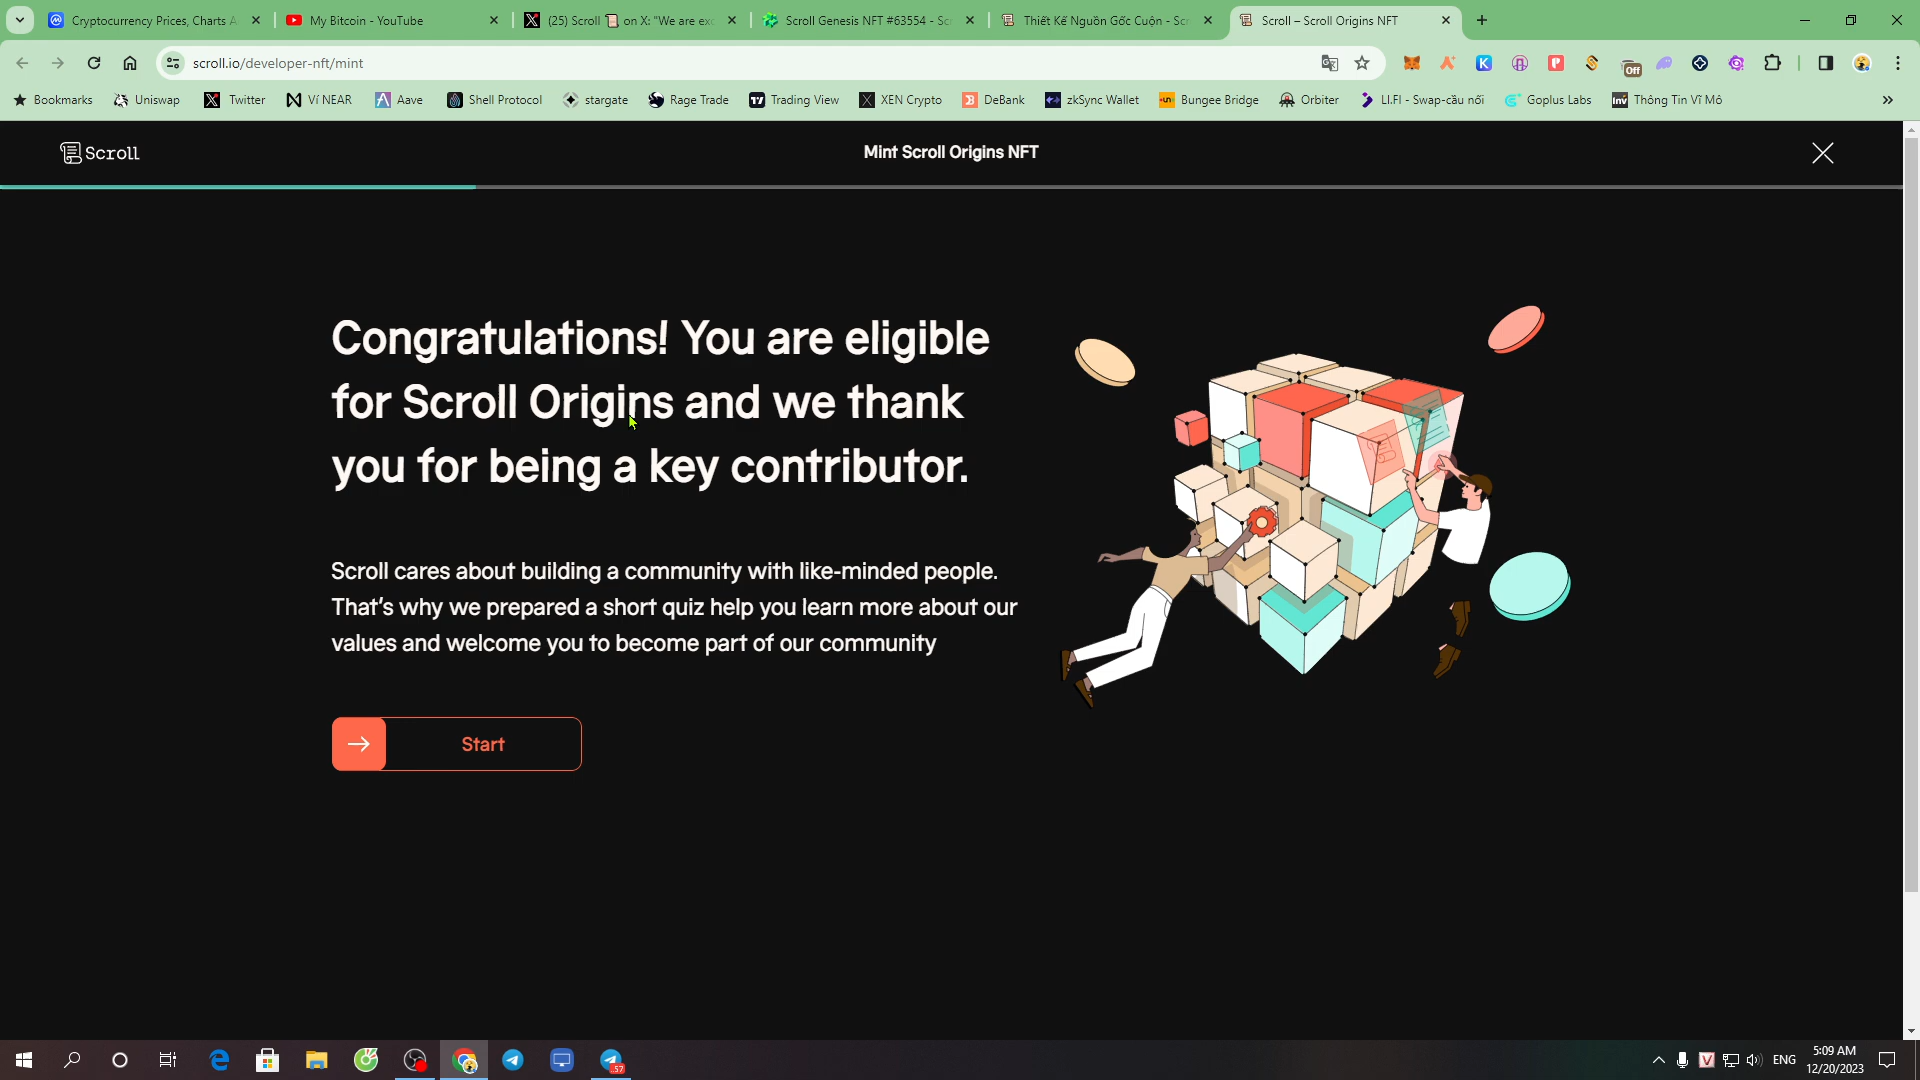 Cryptocurrency Prices, Charts A
My Bitcoin - YouTube
(25) Scroll 📜 on X: "We are exc
Scroll Genesis NFT #63554 - Sc
Thiết Kế Nguồn Gốc Cuộn - Scr
Scroll – Scroll Origins NFT
scroll.io/developer-nft/mint
Off
Bookmarks
Uniswap
Twitter
Ví NEAR
Aave
Shell Protocol
stargate
Rage Trade
Trading View
XEN Crypto
DeBank
zkSync Wallet
Bungee Bridge
Orbiter
LI.FI - Swap-cầu nối
Goplus Labs
Thông Tin Vĩ Mô
Scroll
Mint Scroll Origins NFT
Congratulations! You are eligible
for Scroll Origins and we thank
you for being a key contributor.
Scroll cares about building a community with like-minded people.
That's why we prepared a short quiz help you learn more about our
values and welcome you to become part of our community
Start
57
ENG
5:09 AM
12/20/2023